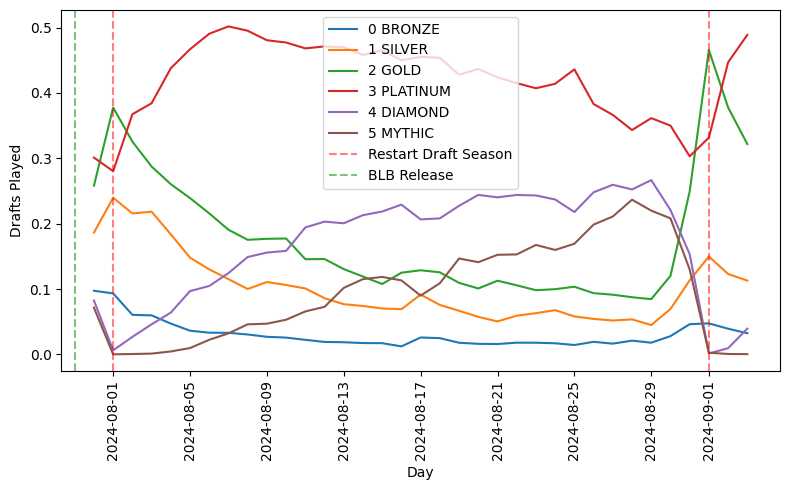 0.5
0.4
0.3
0.2
0.1
0.0
Drafts Played
0 BRONZE
1 SILVER
2 GOLD
3 PLATINUM
4 DIAMOND
5 MYTHIC
Restart Draft Season
BLB Release
2024-08-01
2024-08-05
2024-08-09
2024-08-13
2024-08-17
2024-08-21
2024-08-25
2024-08-29
2024-09-01
Day